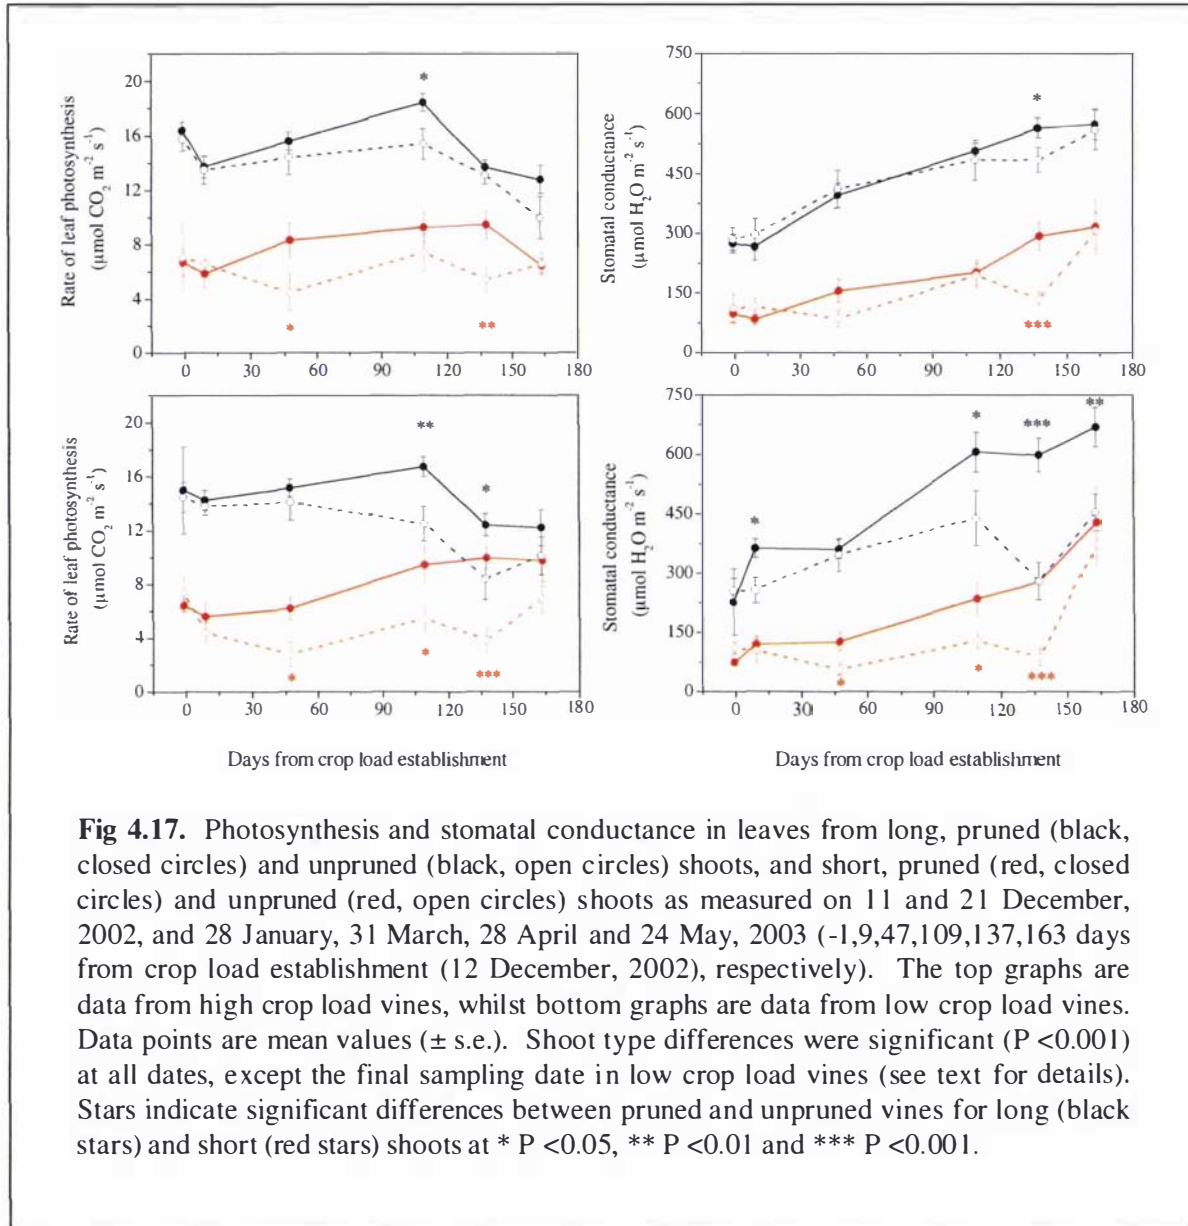 20
16
12
8
4
0
Rate of leaf photosynthesis
(μmol CO2 m-2 s-1)
*
*
**
0 30 60 90 120 150 180
750
600
450
300
150
0
Stomatal conductance
(μmol H2O m-2 s-1)
*
***
0 30 60 90 120 150 180
20
16
12
8
4
0
Rate of leaf photosynthesis
(μmol CO2 m-2 s-1)
**
*
*
*
***
0 30 60 90 120 150 180
Days from crop load establishment
750
600
450
300
150
0
Stomatal conductance
(μmol H2O m-2 s-1)
*
*
***
**
*
*
***
0 30 60 90 120 150 180
Days from crop load establishment
Fig 4.17. Photosynthesis and stomatal conductance in leaves from long, pruned (black,
closed circles) and unpruned (black, open circles) shoots, and short, pruned (red, closed
circles) and unpruned (red, open circles) shoots as measured on 11 and 21 December,
2002, and 28 January, 31 March, 28 April and 24 May, 2003 (-1,9,47,109,137,163 days
from crop load establishment (12 December, 2002), respectively). The top graphs are
data from high crop load vines, whilst bottom graphs are data from low crop load vines.
Data points are mean values (± s.e.). Shoot type differences were significant (P <0.001)
at all dates, except the final sampling date in low crop load vines (see text for details).
Stars indicate significant differences between pruned and unpruned vines for long (black
stars) and short (red stars) shoots at * P <0.05, ** P <0.01 and *** P <0.001.